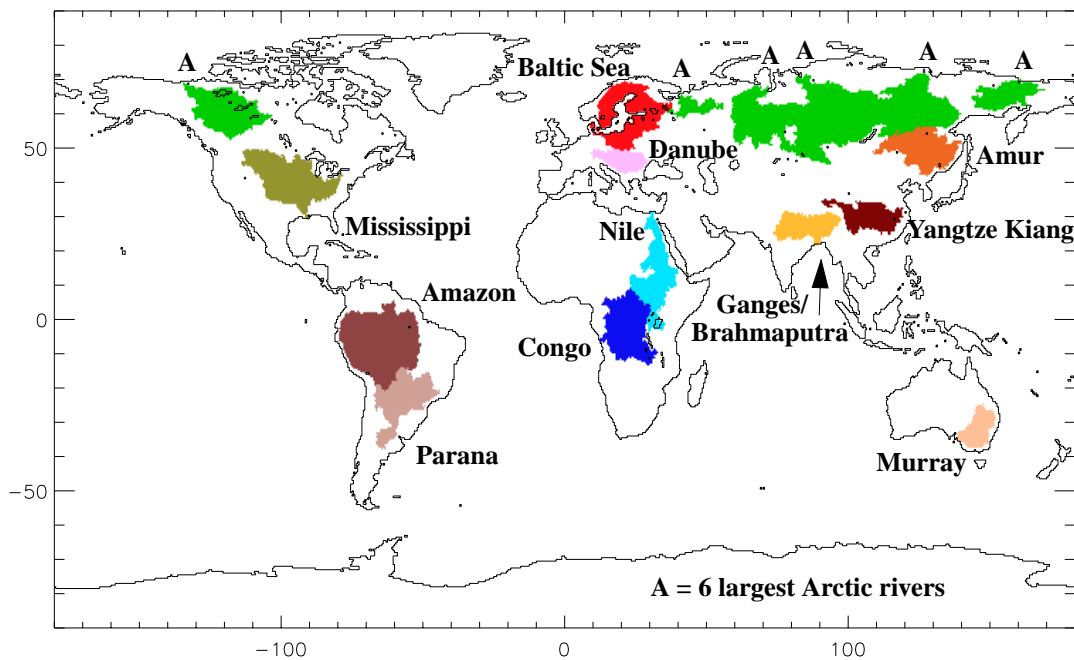 A
A
A
A
A
A
Baltic Sea
Danube
Amur
Mississippi
Nile
Yangtze Kiang
Amazon
Ganges/
Brahmaputra
Congo
Parana
Murray
A = 6 largest Arctic rivers
50
0
−50
−100
0
100